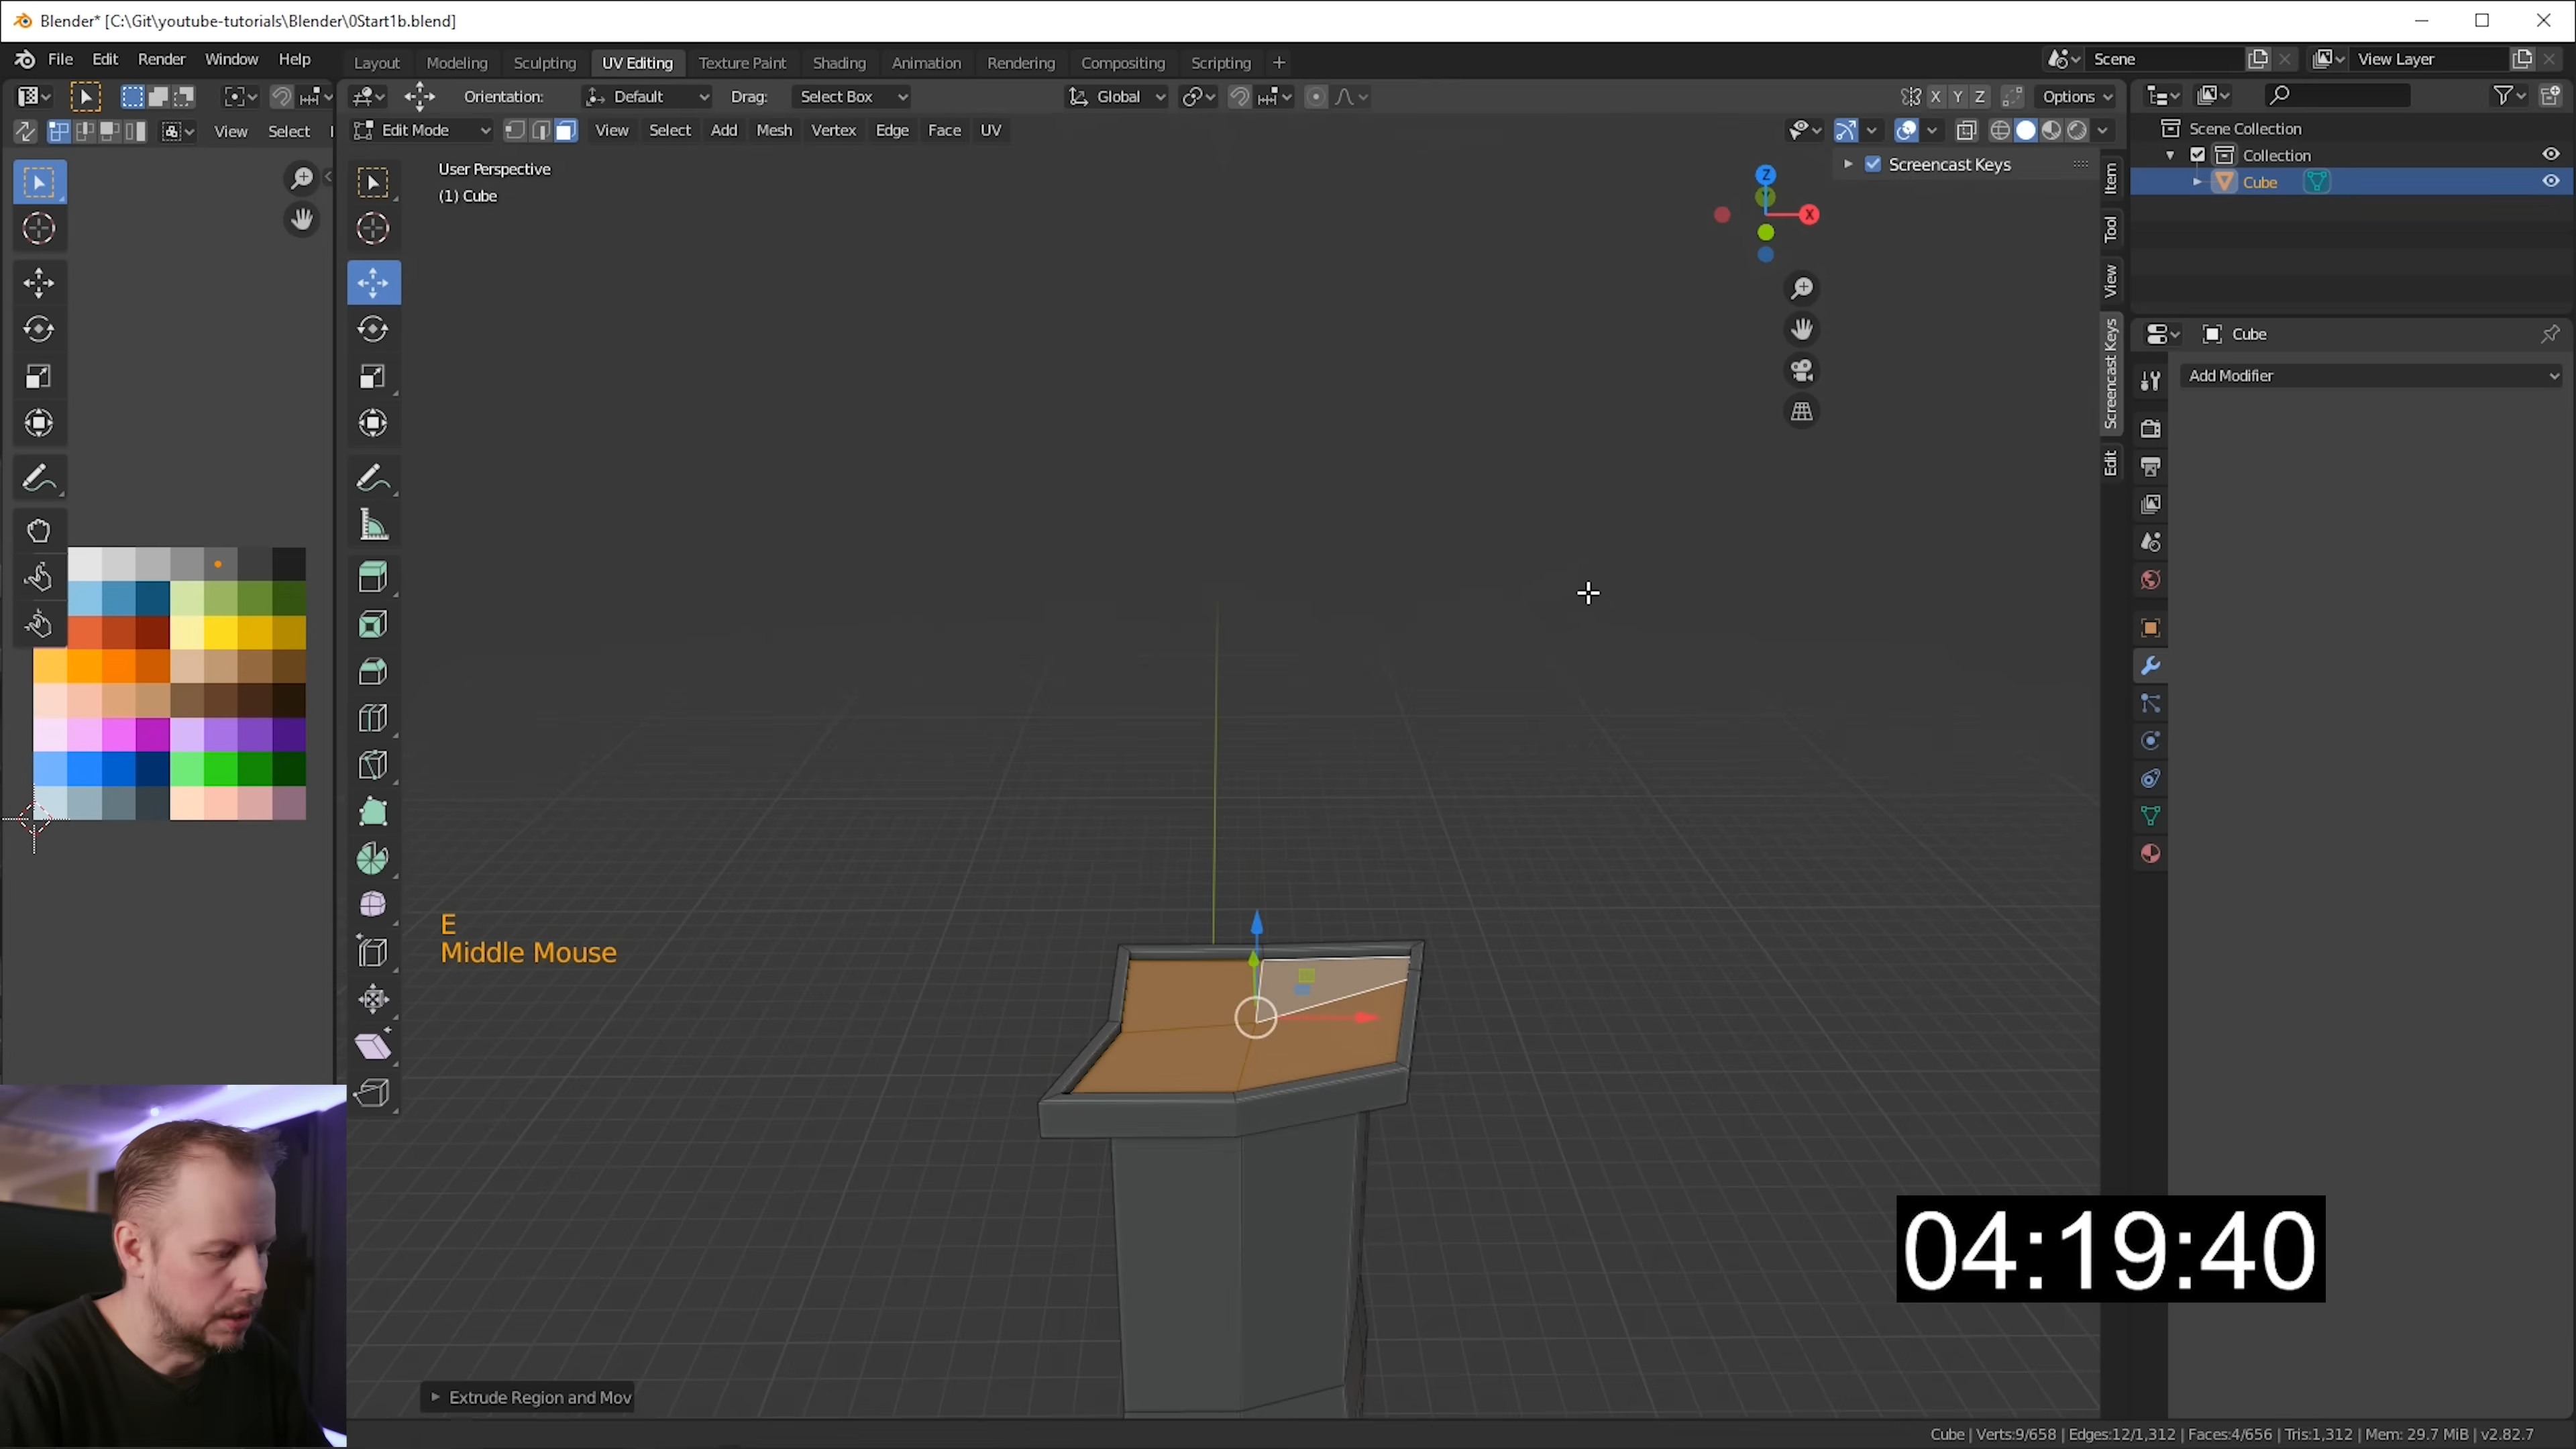 Blender* [C:\Git\youtube-tutorials\Blender\0Start1b.blend]
File Edit Render Window Help
Layout Modeling Sculpting UV Editing Texture Paint Shading Animation Rendering Compositing Scripting +
Scene
View Layer
Orientation: Default Drag: Select Box
Global
X Y Z
Options
View Select
Edit Mode
View Select Add Mesh Vertex Edge Face UV
User Perspective
(1) Cube
Screencast Keys
Z
X
Item
Tool
View
Screencast Keys
Edit
Scene Collection
Collection
Cube
Cube
Add Modifier
E
Middle Mouse
04:19:40
Extrude Region and Mov
Cube | Verts:9/658 | Edges:12/1,312 | Faces:4/656 | Tris:1,312 | Mem: 29.7 MiB | v2.82.7